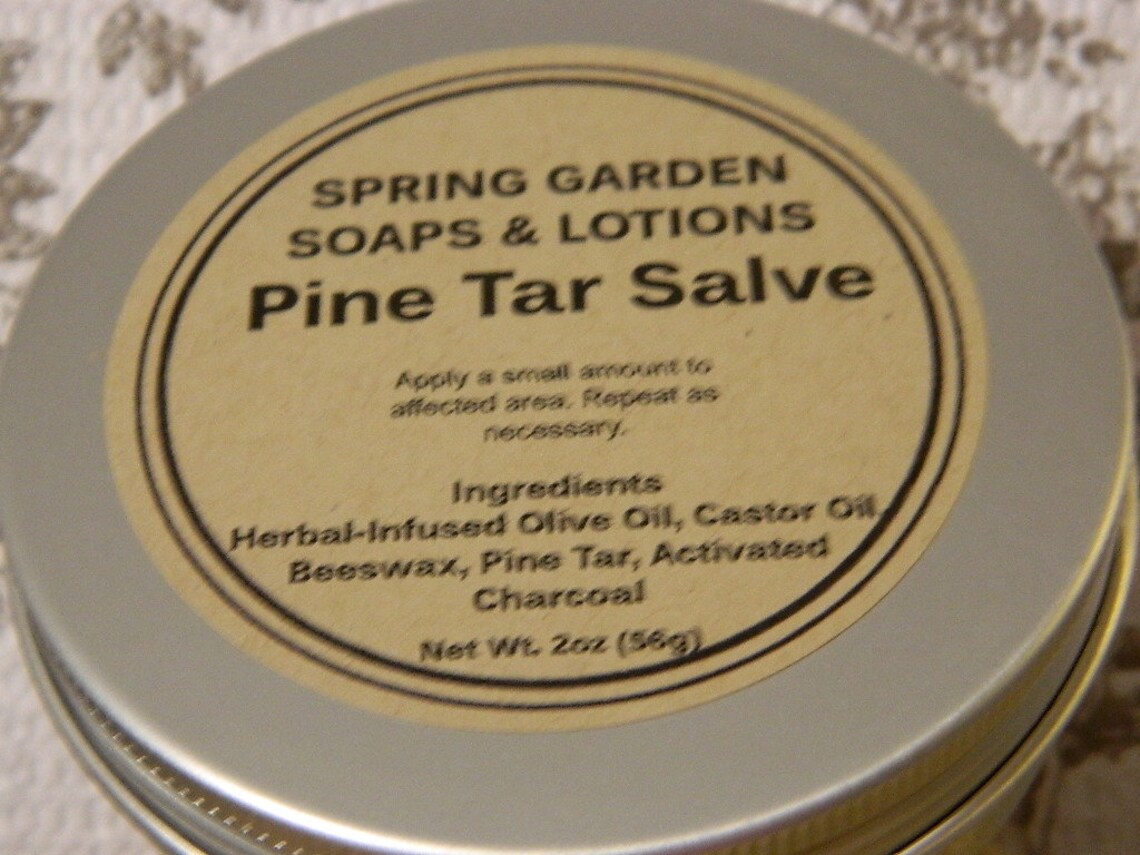 SPRING GARDEN
SOAPS & LOTIONS
Pine Tar Salve
Apply a small amount to
affected area. Repeat as
necessary.
Ingredients
Herbal-Infused Olive Oil, Castor Oil,
Beeswax, Pine Tar, Activated
Charcoal
Net Wt. 2oz (56g)